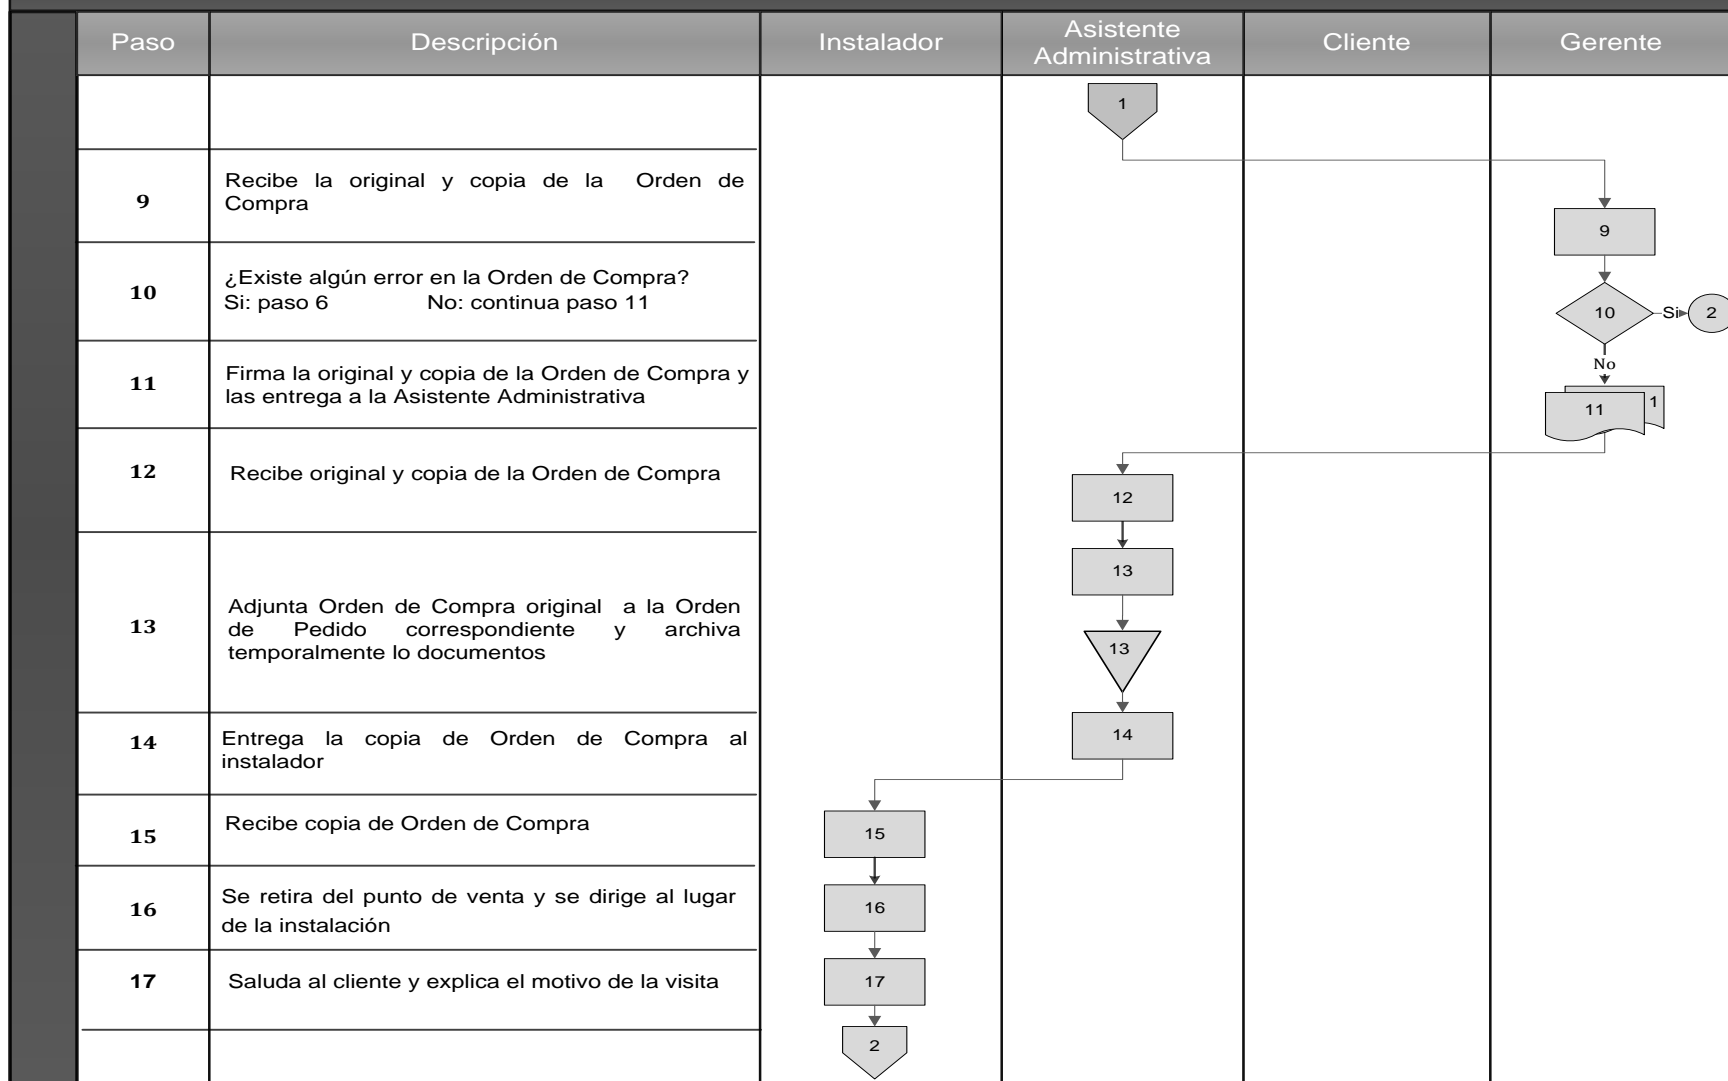 Paso
Descripción
Instalador
Asistente
Administrativa
Cliente
Gerente
1
9
Recibe la original y copia de la Orden de
Compra
9
10
¿Existe algún error en la Orden de Compra?
Si: paso 6 No: continua paso 11
10
Si
2
No
11
Firma la original y copia de la Orden de Compra y
las entrega a la Asistente Administrativa
11
1
12
Recibe original y copia de la Orden de Compra
12
13
13
Adjunta Orden de Compra original a la Orden
de Pedido correspondiente y archiva
temporalmente lo documentos
13
14
Entrega la copia de Orden de Compra al
instalador
14
15
Recibe copia de Orden de Compra
15
16
Se retira del punto de venta y se dirige al lugar
de la instalación
16
17
Saluda al cliente y explica el motivo de la visita
17
2